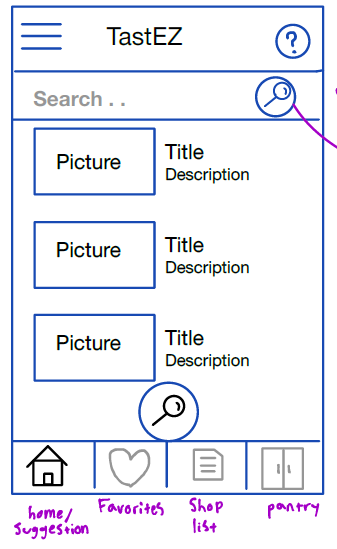 TastEZ
?
Search . .
Picture
Title
Description
Picture
Title
Description
Picture
Title
Description
home/
suggestion
Favorites
Shop
list
pantry